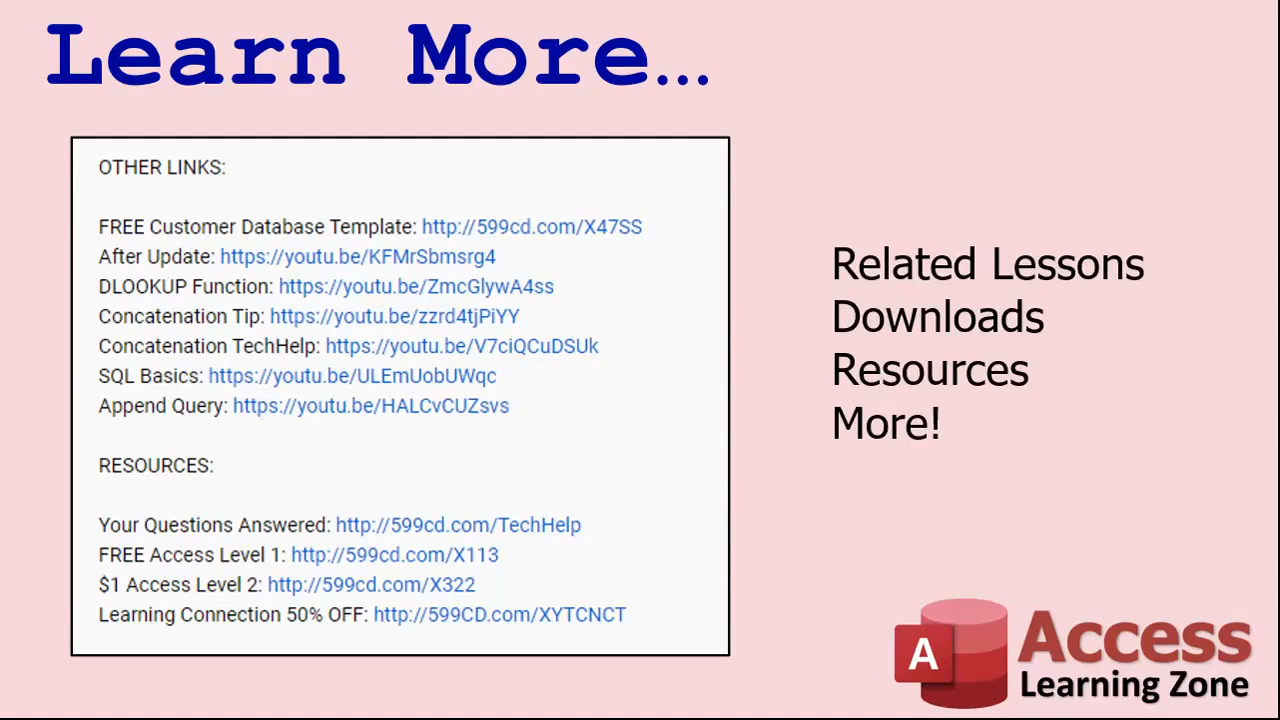 Learn More...
OTHER LINKS:
FREE Customer Database Template: http://599cd.com/X47SS
After Update: https://youtu.be/KFMrSbmsrg4
DLOOKUP Function: https://youtu.be/ZmcGlywA4ss
Concatenation Tip: https://youtu.be/zzrd4tjPiYY
Concatenation TechHelp: https://youtu.be/V7ciQCuDSUk
SQL Basics: https://youtu.be/ULEmUobUWqc
Append Query: https://youtu.be/HALCvCUZsvs
RESOURCES:
Your Questions Answered: http://599cd.com/TechHelp
FREE Access Level 1: http://599cd.com/X113
$1 Access Level 2: http://599cd.com/X322
Learning Connection 50% OFF: http://599CD.com/XYTCNCT
Related Lessons
Downloads
Resources
More!
A
Access
Learning Zone